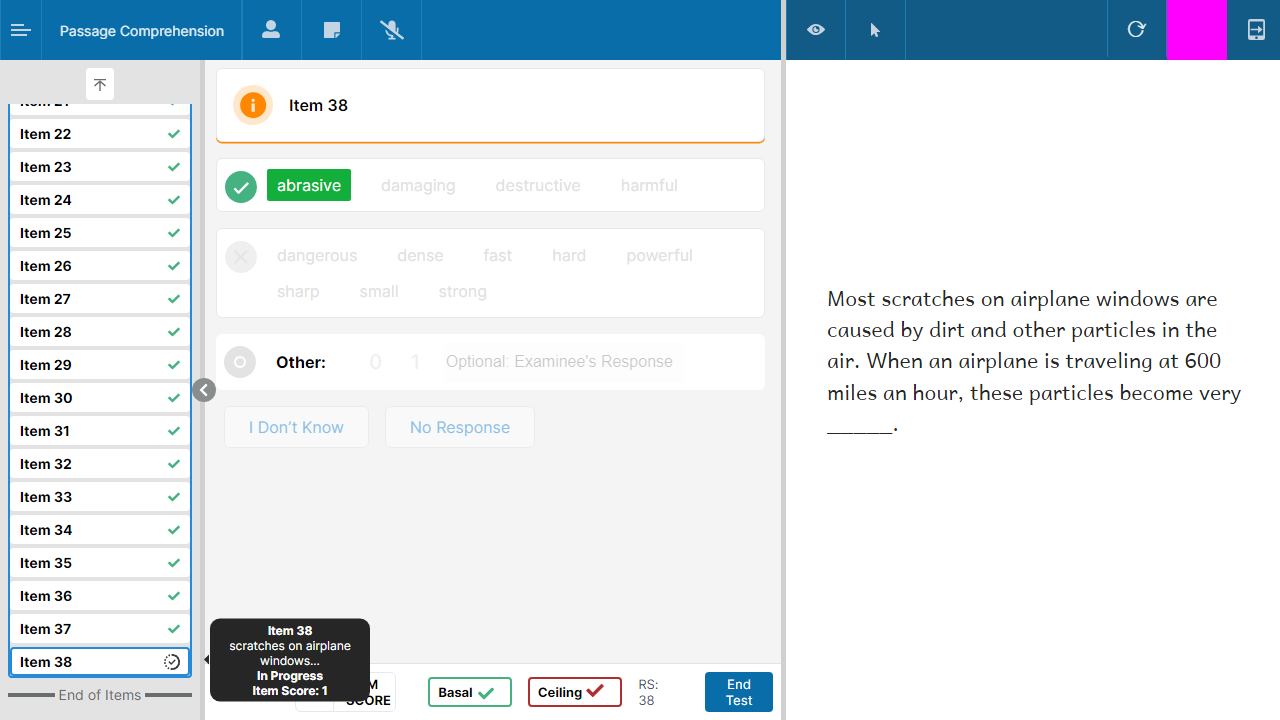 Passage Comprehension
Item 22
Item 23
Item 24
Item 25
Item 26
Item 27
Item 28
Item 29
Item 30
Item 31
Item 32
Item 33
Item 34
Item 35
Item 36
Item 37
Item 38
End of Items
Item 38
abrasive damaging destructive harmful
dangerous dense fast hard powerful
sharp small strong
Other: 0 1 Optional: Examinee's Response
I Don't Know No Response
Item 38
scratches on airplane
windows...
In Progress
Item Score: 1
SCORE
Basal
Ceiling
RS:
38
End
Test
Most scratches on airplane windows are
caused by dirt and other particles in the
air. When an airplane is traveling at 600
miles an hour, these particles become very
_____.